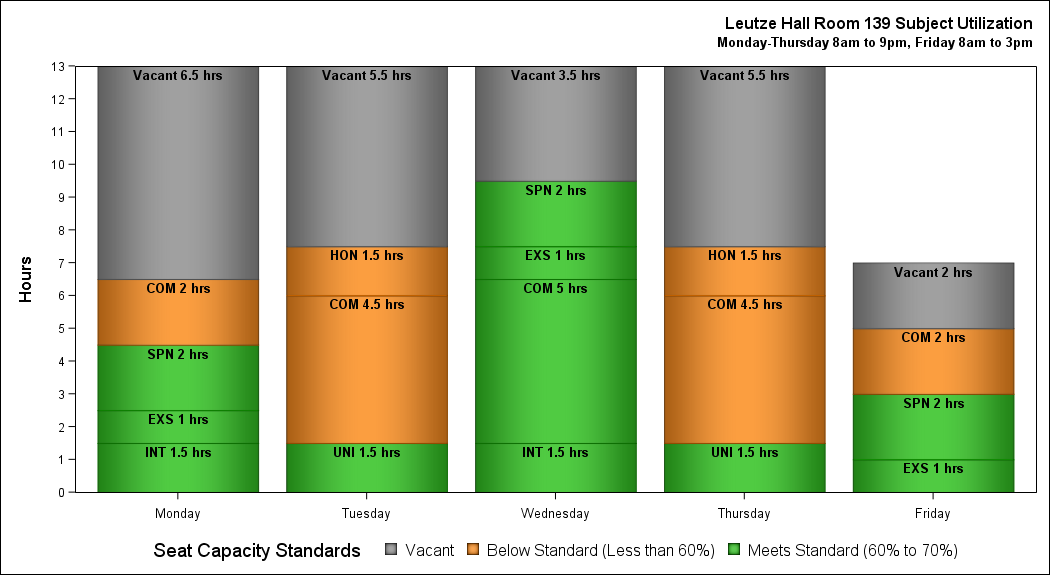 Leutze Hall Room 139 Subject Utilization
Monday-Thursday 8am to 9pm, Friday 8am to 3pm
Hours
13
12
11
10
9
8
7
6
5
4
3
2
1
0
Vacant 6.5 hrs
COM 2 hrs
SPN 2 hrs
EXS 1 hrs
INT 1.5 hrs
Vacant 5.5 hrs
HON 1.5 hrs
COM 4.5 hrs
UNI 1.5 hrs
Vacant 3.5 hrs
SPN 2 hrs
EXS 1 hrs
COM 5 hrs
INT 1.5 hrs
Vacant 5.5 hrs
HON 1.5 hrs
COM 4.5 hrs
UNI 1.5 hrs
Vacant 2 hrs
COM 2 hrs
SPN 2 hrs
EXS 1 hrs
Monday Tuesday Wednesday Thursday Friday
Seat Capacity Standards Vacant Below Standard (Less than 60%) Meets Standard (60% to 70%)